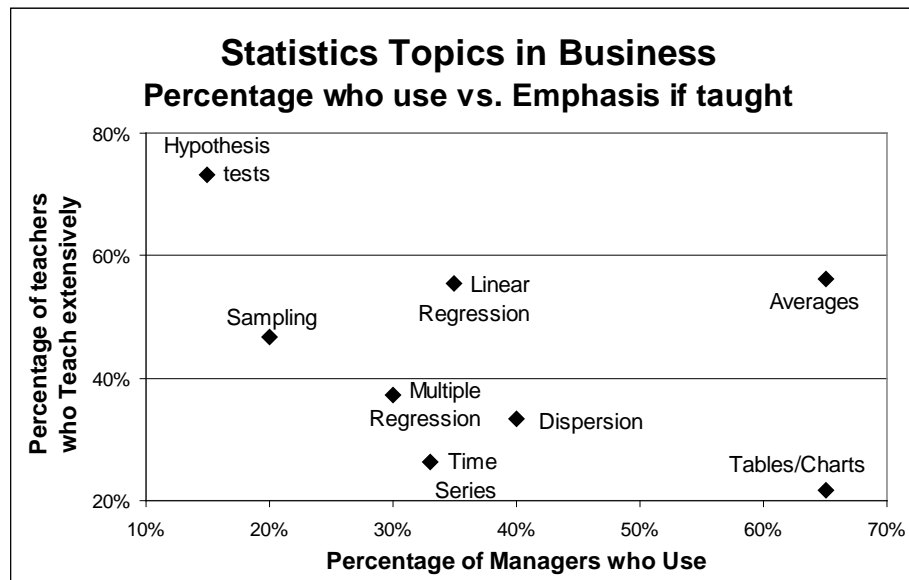 Statistics Topics in Business
Percentage who use vs. Emphasis if taught
Percentage of teachers
who Teach extensively
80%
60%
40%
20%
Hypothesis
tests
Linear
Regression
Averages
Sampling
Multiple
Regression
Dispersion
Time
Series
Tables/Charts
10%
20%
30%
40%
50%
60%
70%
Percentage of Managers who Use